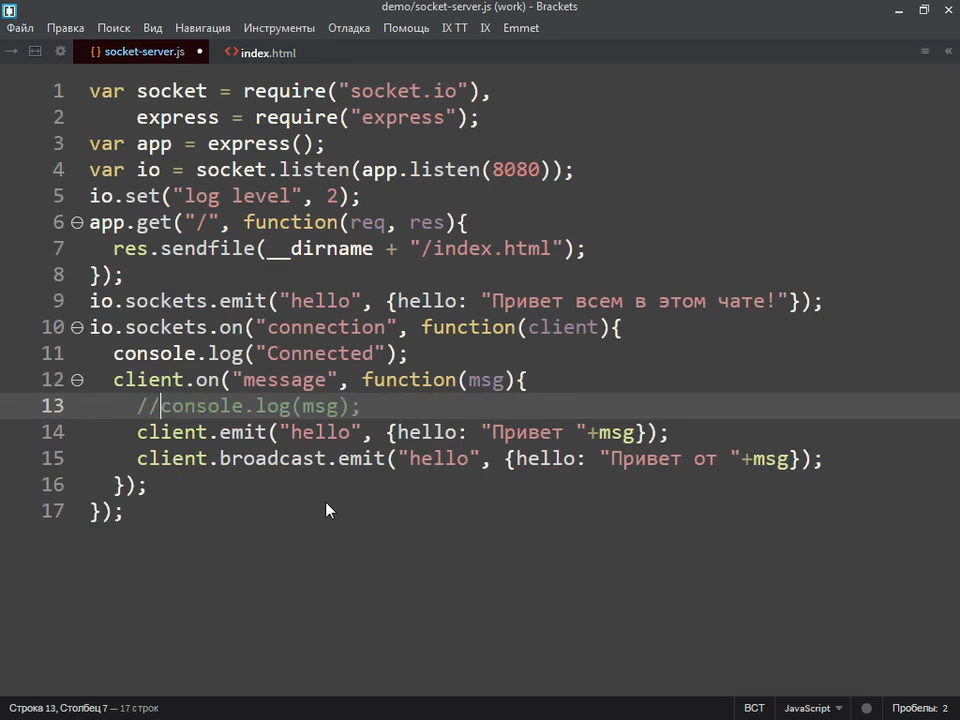 demo/socket-server.js (work) - Brackets
Файл Правка Поиск Вид Навигация Инструменты Отладка Помощь IX TT IX Emmet
{ } socket-server.js • <> index.html
1 var socket = require("socket.io"),
2 express = require("express");
3 var app = express();
4 var io = socket.listen(app.listen(8080));
5 io.set("log level", 2);
6 app.get("/", function(req, res){
7 res.sendfile(__dirname + "/index.html");
8 });
9 io.sockets.emit("hello", {hello: "Привет всем в этом чате!"});
10 io.sockets.on("connection", function(client){
11 console.log("Connected");
12 client.on("message", function(msg){
13 //console.log(msg);
14 client.emit("hello", {hello: "Привет "+msg});
15 client.broadcast.emit("hello", {hello: "Привет от "+msg});
16 });
17 });
Строка 13, Столбец 7 — 17 строк ВСТ JavaScript Пробелы: 2